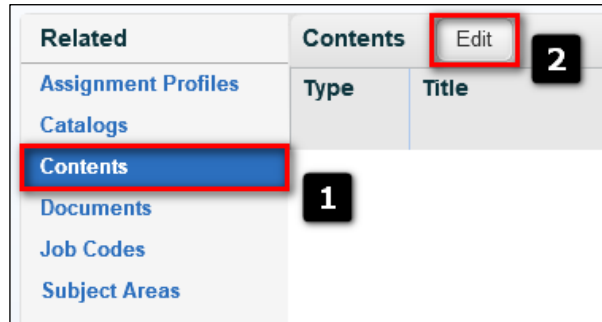 Related
Contents Edit
2
Assignment Profiles
Type Title
Catalogs
Contents
1
Documents
Job Codes
Subject Areas